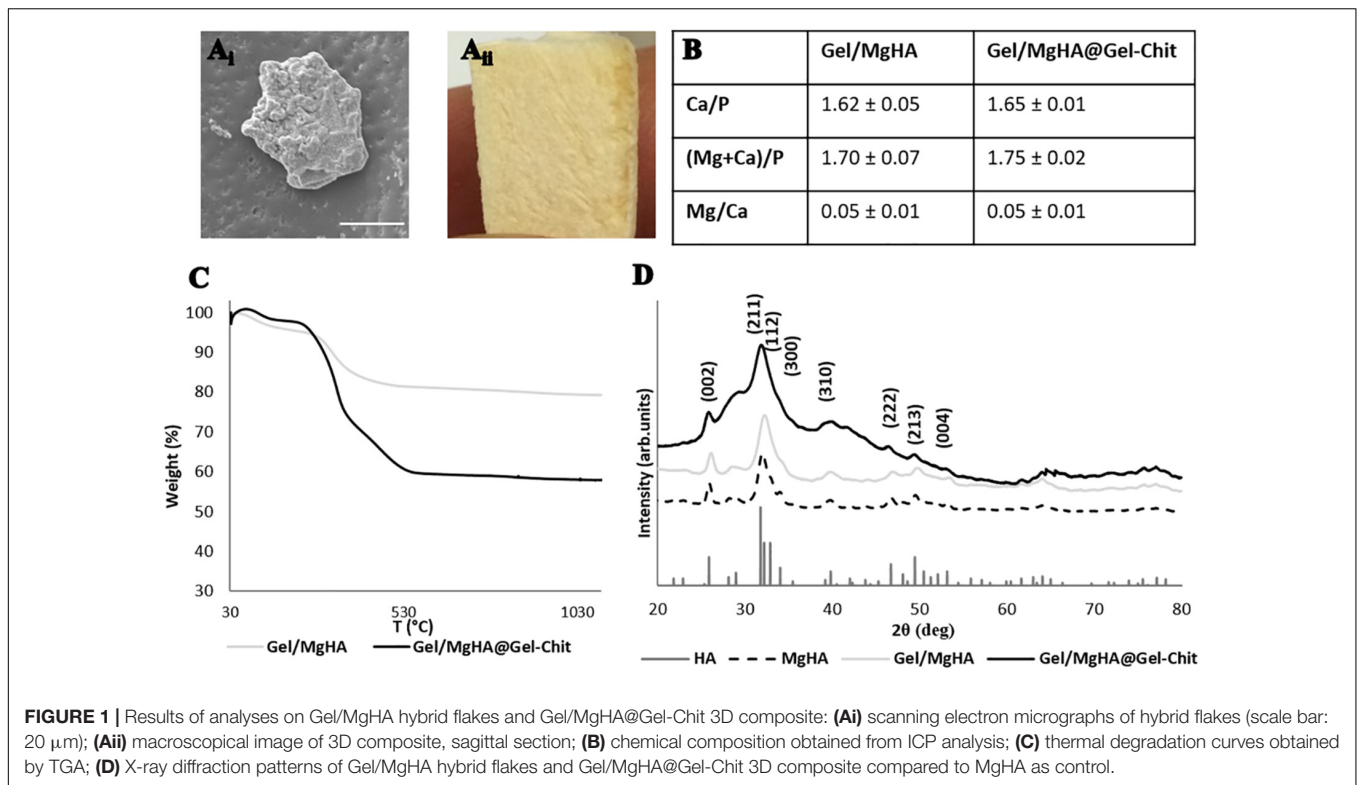 Ai
Aii
B Gel/MgHA Gel/MgHA@Gel-Chit
Ca/P 1.62 ± 0.05 1.65 ± 0.01
(Mg+Ca)/P 1.70 ± 0.07 1.75 ± 0.02
Mg/Ca 0.05 ± 0.01 0.05 ± 0.01
C
100
90
80
70
60
50
40
30
Weight (%)
30 530 1030
T (°C)
Gel/MgHA Gel/MgHA@Gel-Chit
D
(002)
(211)
(112)
(300)
(310)
(222)
(213)
(004)
Intensity (arb.units)
20 30 40 50 60 70 80
2θ (deg)
HA MgHA Gel/MgHA Gel/MgHA@Gel-Chit
FIGURE 1 | Results of analyses on Gel/MgHA hybrid flakes and Gel/MgHA@Gel-Chit 3D composite: (Ai) scanning electron micrographs of hybrid flakes (scale bar:
20 μm); (Aii) macroscopical image of 3D composite, sagittal section; (B) chemical composition obtained from ICP analysis; (C) thermal degradation curves obtained
by TGA; (D) X-ray diffraction patterns of Gel/MgHA hybrid flakes and Gel/MgHA@Gel-Chit 3D composite compared to MgHA as control.